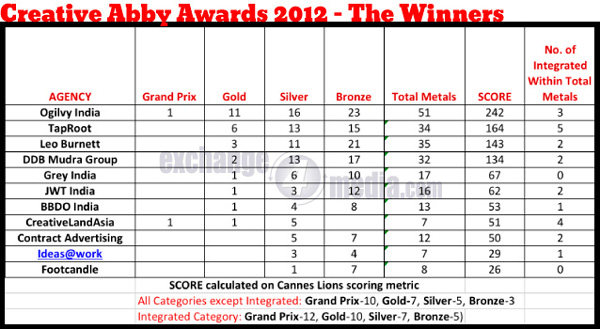 Creative Abby Awards 2012 - The Winners
AGENCY Grand Prix Gold Silver Bronze Total Metals SCORE No. of Integrated Within Total Metals
Ogilvy India 1 11 16 23 51 242 3
TapRoot 6 13 15 34 164 5
Leo Burnett 3 11 21 35 143 2
DDB Mudra Group 2 13 17 32 134 2
Grey India 1 6 10 17 67 0
JWT India 1 3 12 16 62 2
BBDO India 1 4 8 13 53 1
CreativeLandAsia 1 1 5 7 51 4
Contract Advertising 5 7 12 50 2
Ideas@work 3 4 7 29 1
Footcandle 1 7 8 26 0
SCORE calculated on Cannes Lions scoring metric
All Categories except Integrated: Grand Prix-10, Gold-7, Silver-5, Bronze-3
Integrated Category: Grand Prix-12, Gold-10, Silver-7, Bronze-5)
exchange4media.com